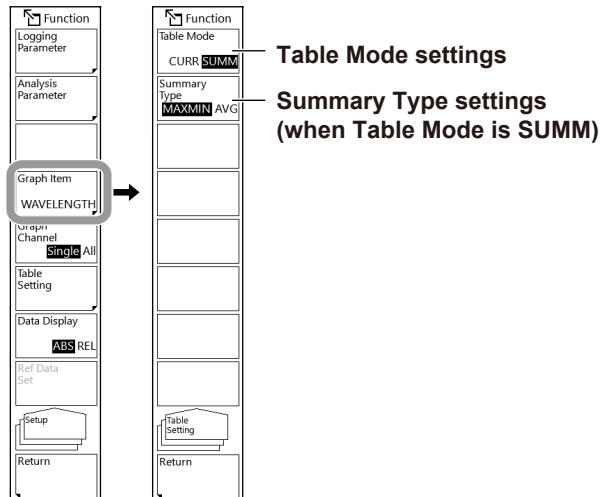 Function
Logging
Parameter
Analysis
Parameter
Graph Item
WAVELENGTH
Graph
Channel
Single All
Table
Setting
Data Display
ABS REL
Ref Data
Set
Setup
Return
Function
Table Mode
CURR SUMM
Summary
Type
MAXMIN AVG
Table
Setting
Return
Table Mode settings
Summary Type settings
(when Table Mode is SUMM)